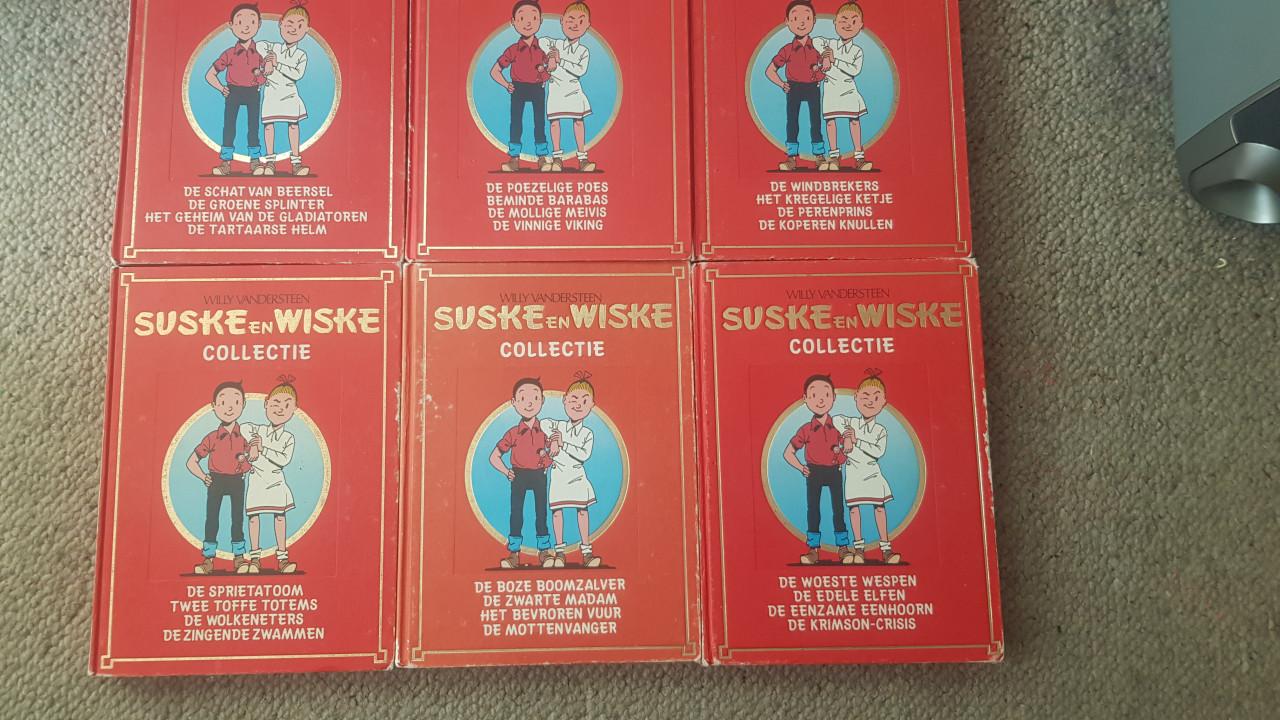 DE SCHAT VAN BEERSEL
DE GROENE SPLINTER
HET GEHEIM VAN DE GLADIATOREN
DE TARTAARSE HELM
DE POEZELIGE POES
BEMINDE BARABAS
DE MOLLIGE MEIVIS
DE VINNIGE VIKING
DE WINDBREKERS
HET KREGELIGE KETJE
DE PERENPRINS
DE KOPEREN KNULLEN
WILLY VANDERSTEEN
SUSKE EN WISKE
COLLECTIE
DE SPRIETATOOM
TWEE TOFFE TOTEMS
DE WOLKENETERS
DE ZINGENDE ZWAMMEN
WILLY VANDERSTEEN
SUSKE EN WISKE
COLLECTIE
DE BOZE BOOMZALVER
DE ZWARTE MADAM
HET BEVROREN VUUR
DE MOTTENVANGER
WILLY VANDERSTEEN
SUSKE EN WISKE
COLLECTIE
DE WOESTE WESPEN
DE EDELE ELFEN
DE EENZAME EENHOORN
DE KRIMSON-CRISIS